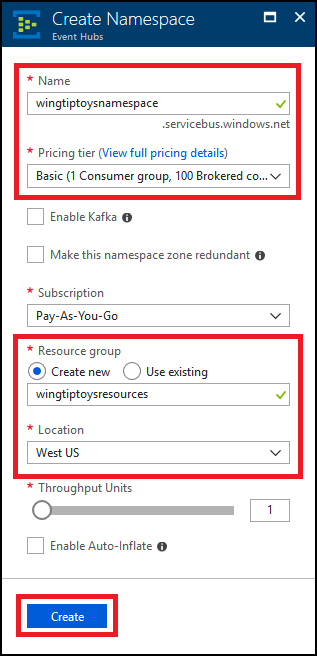 Create Namespace
Event Hubs
* Name
wingtiptoysnamespace
.servicebus.windows.net
* Pricing tier (View full pricing details)
Basic (1 Consumer group, 100 Brokered co...
Enable Kafka
Make this namespace zone redundant
* Subscription
Pay-As-You-Go
* Resource group
Create new Use existing
wingtiptoysresources
* Location
West US
* Throughput Units
1
Enable Auto-Inflate
Create